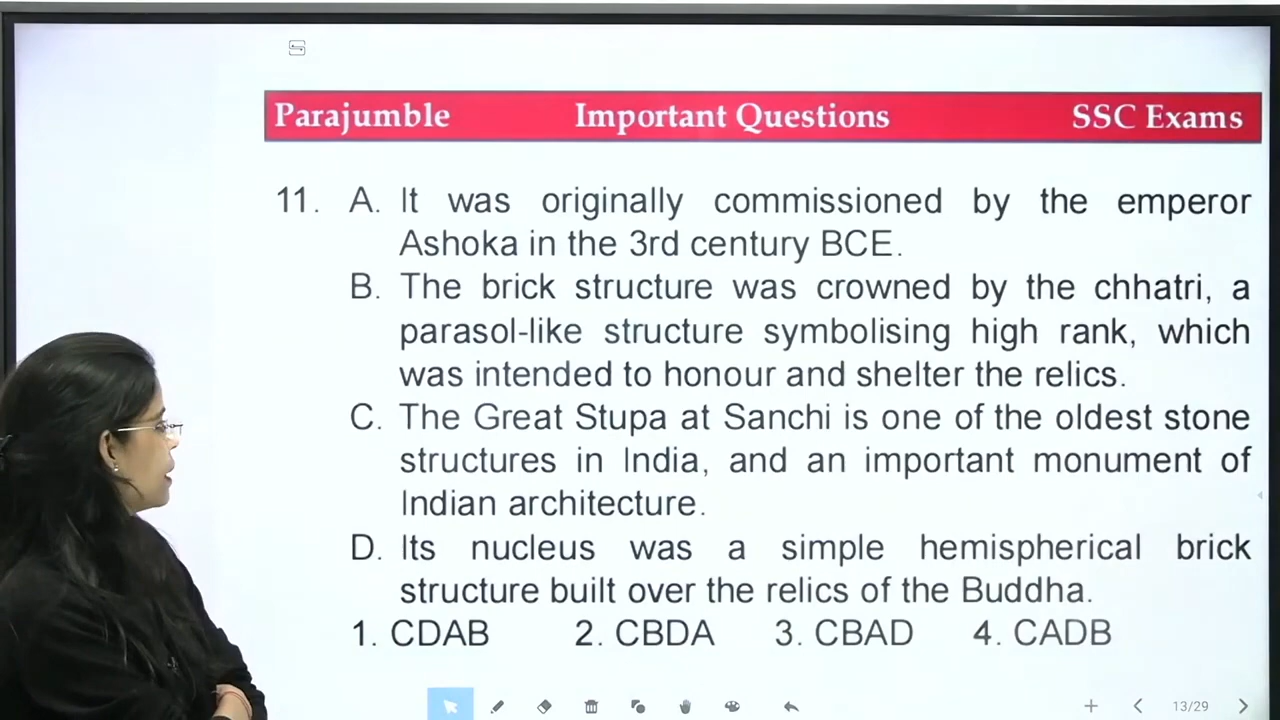 Parajumble Important Questions SSC Exams
11. A. It was originally commissioned by the emperor
Ashoka in the 3rd century BCE.
B. The brick structure was crowned by the chhatri, a
parasol-like structure symbolising high rank, which
was intended to honour and shelter the relics.
C. The Great Stupa at Sanchi is one of the oldest stone
structures in India, and an important monument of
Indian architecture.
D. Its nucleus was a simple hemispherical brick
structure built over the relics of the Buddha.
1. CDAB 2. CBDA 3. CBAD 4. CADB
13/29